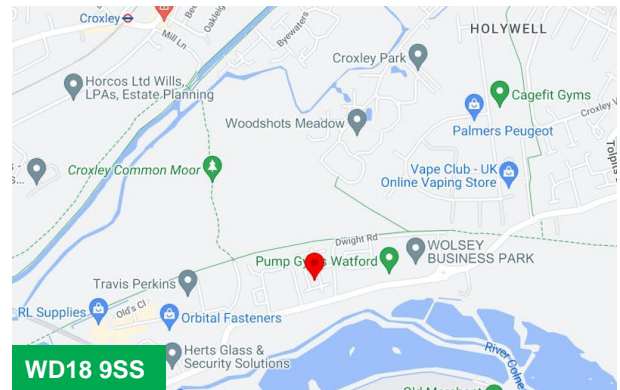 Croxley
Mill Ln
Byewaters
HOLYWELL
Croxley Park
Horcos Ltd Wills,
LPAs, Estate Planning
Cagefit Gyms
Woodshots Meadow
Palmers Peugeot
Croxley
Vape Club - UK
Online Vaping Store
Croxley Common Moor
Tolpits
Dwight Rd
WOLSEY
BUSINESS PARK
Pump Gyms Watford
Travis Perkins
RL Supplies
Old's Cl
Orbital Fasteners
River Colne
Herts Glass &
Security Solutions
WD18 9SS